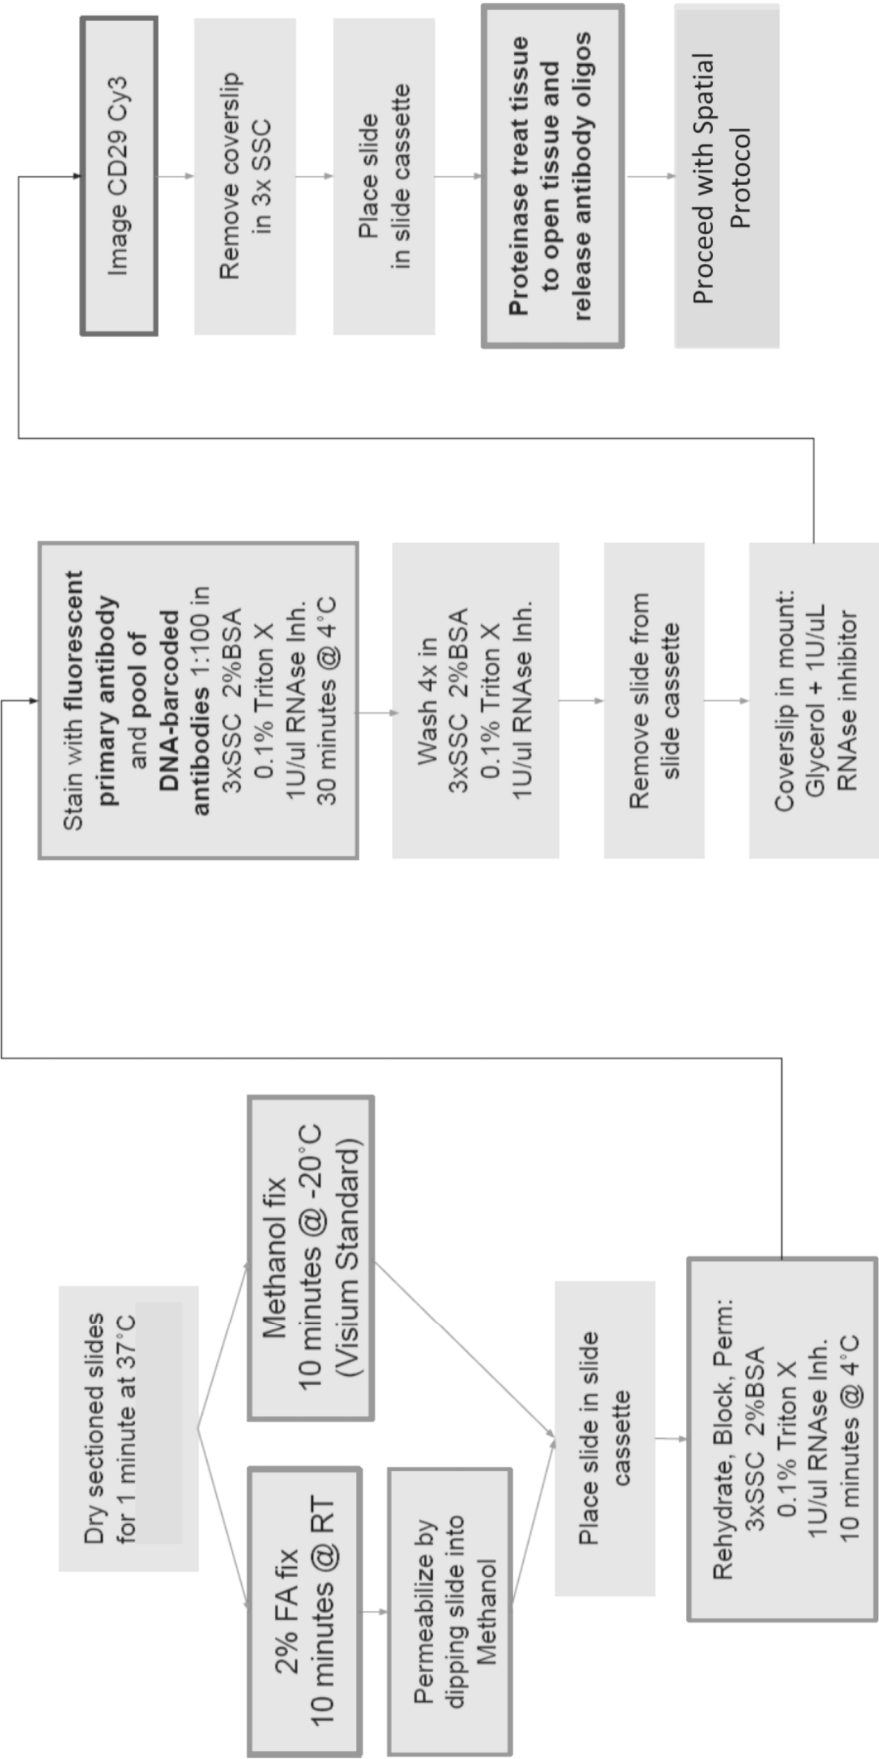 Dry sectioned slides
for 1 minute at 37°C
2% FA fix
10 minutes @ RT
Permeabilize by
dipping slide into
Methanol
Methanol fix
10 minutes @ -20°C
(Visium Standard)
Place slide in slide
cassette
Rehydrate, Block, Perm:
3xSSC 2%BSA
0.1% Triton X
1U/ul RNAse Inh.
10 minutes @ 4°C
Stain with fluorescent
primary antibody
and pool of
DNA-barcoded
antibodies 1:100 in
3xSSC 2%BSA
0.1% Triton X
1U/ul RNAse Inh.
30 minutes @ 4°C
Wash 4x in
3xSSC 2%BSA
0.1% Triton X
1U/ul RNAse Inh.
Remove slide from
slide cassette
Coverslip in mount:
Glycerol + 1U/uL
RNAse inhibitor
Image CD29 Cy3
Remove coverslip
in 3x SSC
Place slide
in slide cassette
Proteinase treat tissue
to open tissue and
release antibody oligos
Proceed with Spatial
Protocol